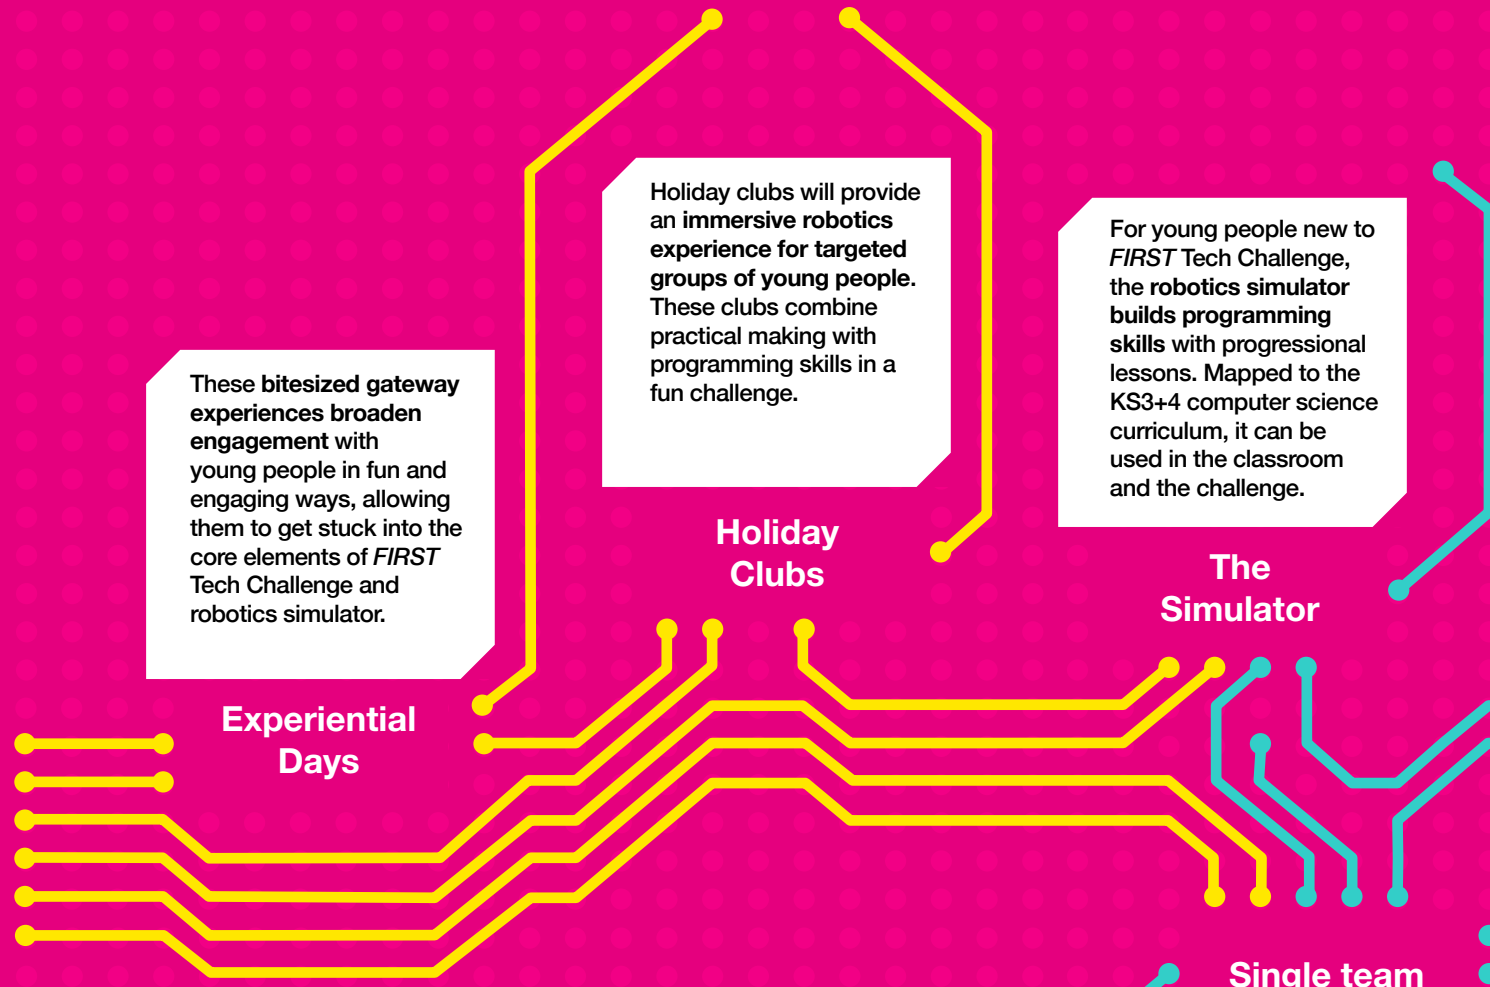 These bitesized gateway
experiences broaden
engagement with
young people in fun and
engaging ways, allowing
them to get stuck into the
core elements of FIRST
Tech Challenge and
robotics simulator.
Experiential
Days
Holiday clubs will provide
an immersive robotics
experience for targeted
groups of young people.
These clubs combine
practical making with
programming skills in a
fun challenge.
Holiday
Clubs
For young people new to
FIRST Tech Challenge,
the robotics simulator
builds programming
skills with progressional
lessons. Mapped to the
KS3+4 computer science
curriculum, it can be
used in the classroom
and the challenge.
The
Simulator
Single team